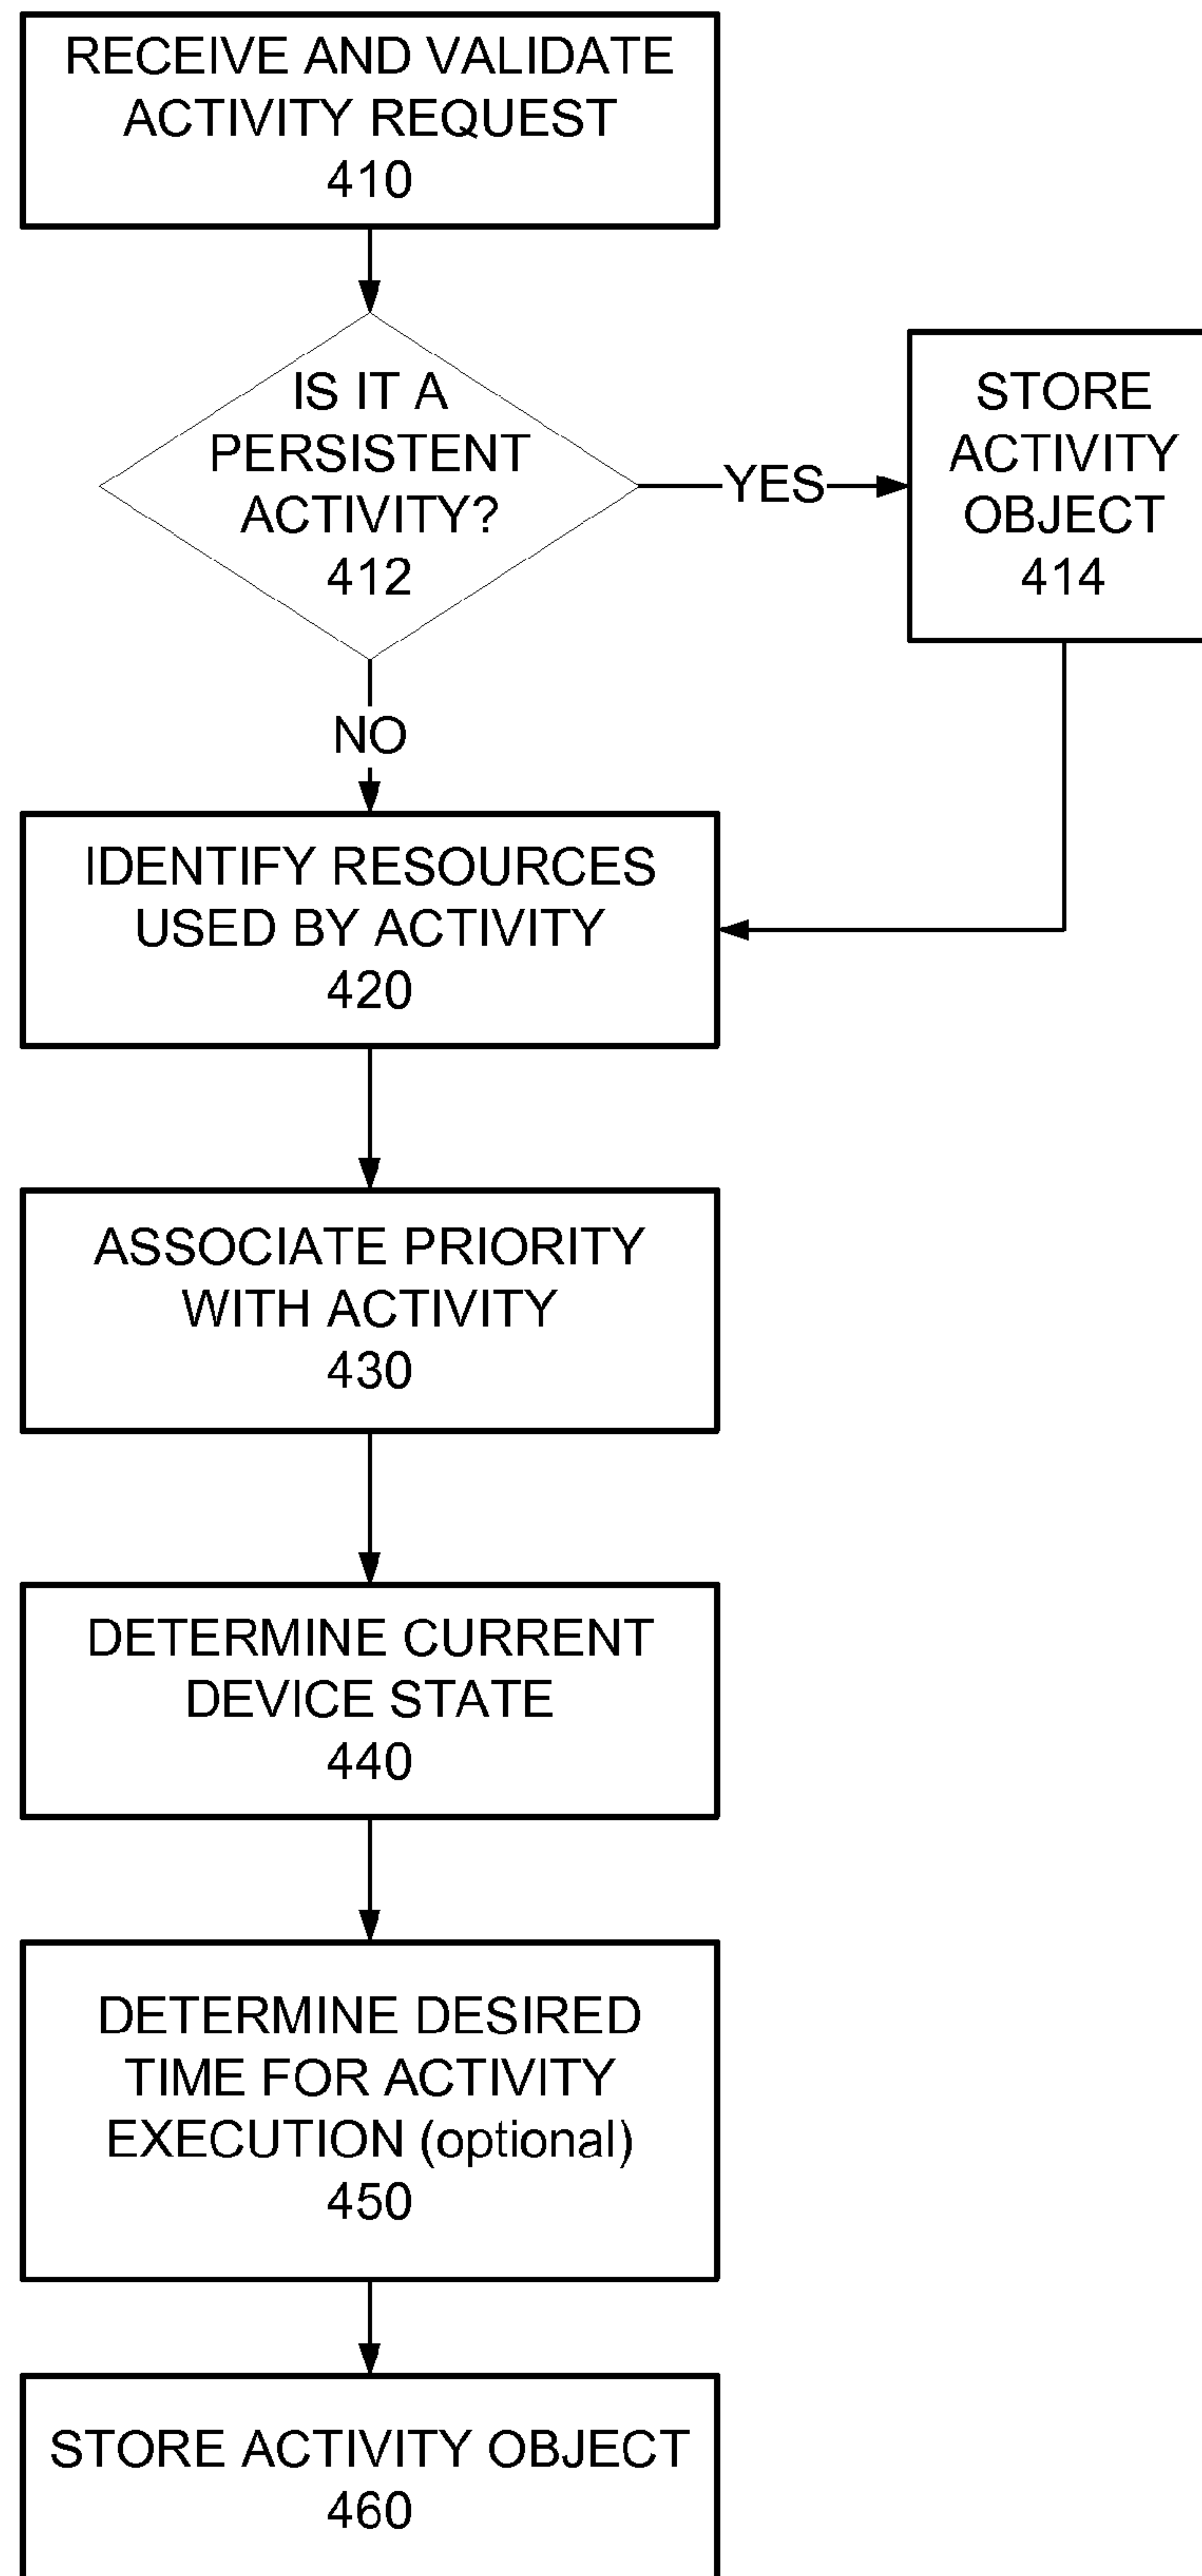 RECEIVE AND VALIDATE
ACTIVITY REQUEST
410
IS IT A
PERSISTENT
ACTIVITY?
412
YES
STORE
ACTIVITY
OBJECT
414
NO
IDENTIFY RESOURCES
USED BY ACTIVITY
420
ASSOCIATE PRIORITY
WITH ACTIVITY
430
DETERMINE CURRENT
DEVICE STATE
440
DETERMINE DESIRED
TIME FOR ACTIVITY
EXECUTION (optional)
450
STORE ACTIVITY OBJECT
460